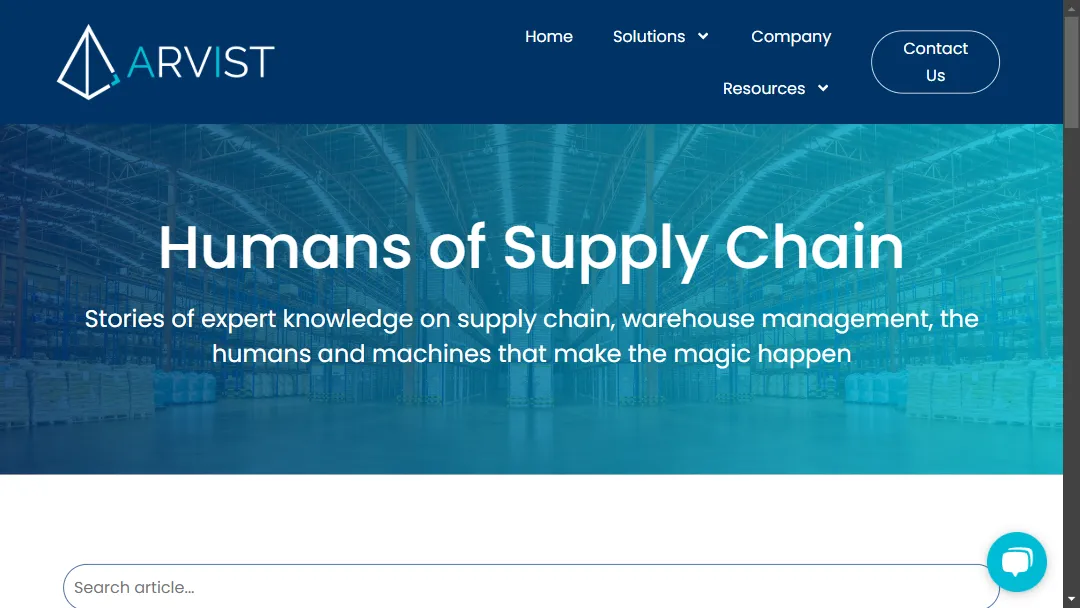 ARVIST
Home
Solutions
Company
Resources
Contact
Us
Humans of Supply Chain
Stories of expert knowledge on supply chain, warehouse management, the
humans and machines that make the magic happen
Search article...